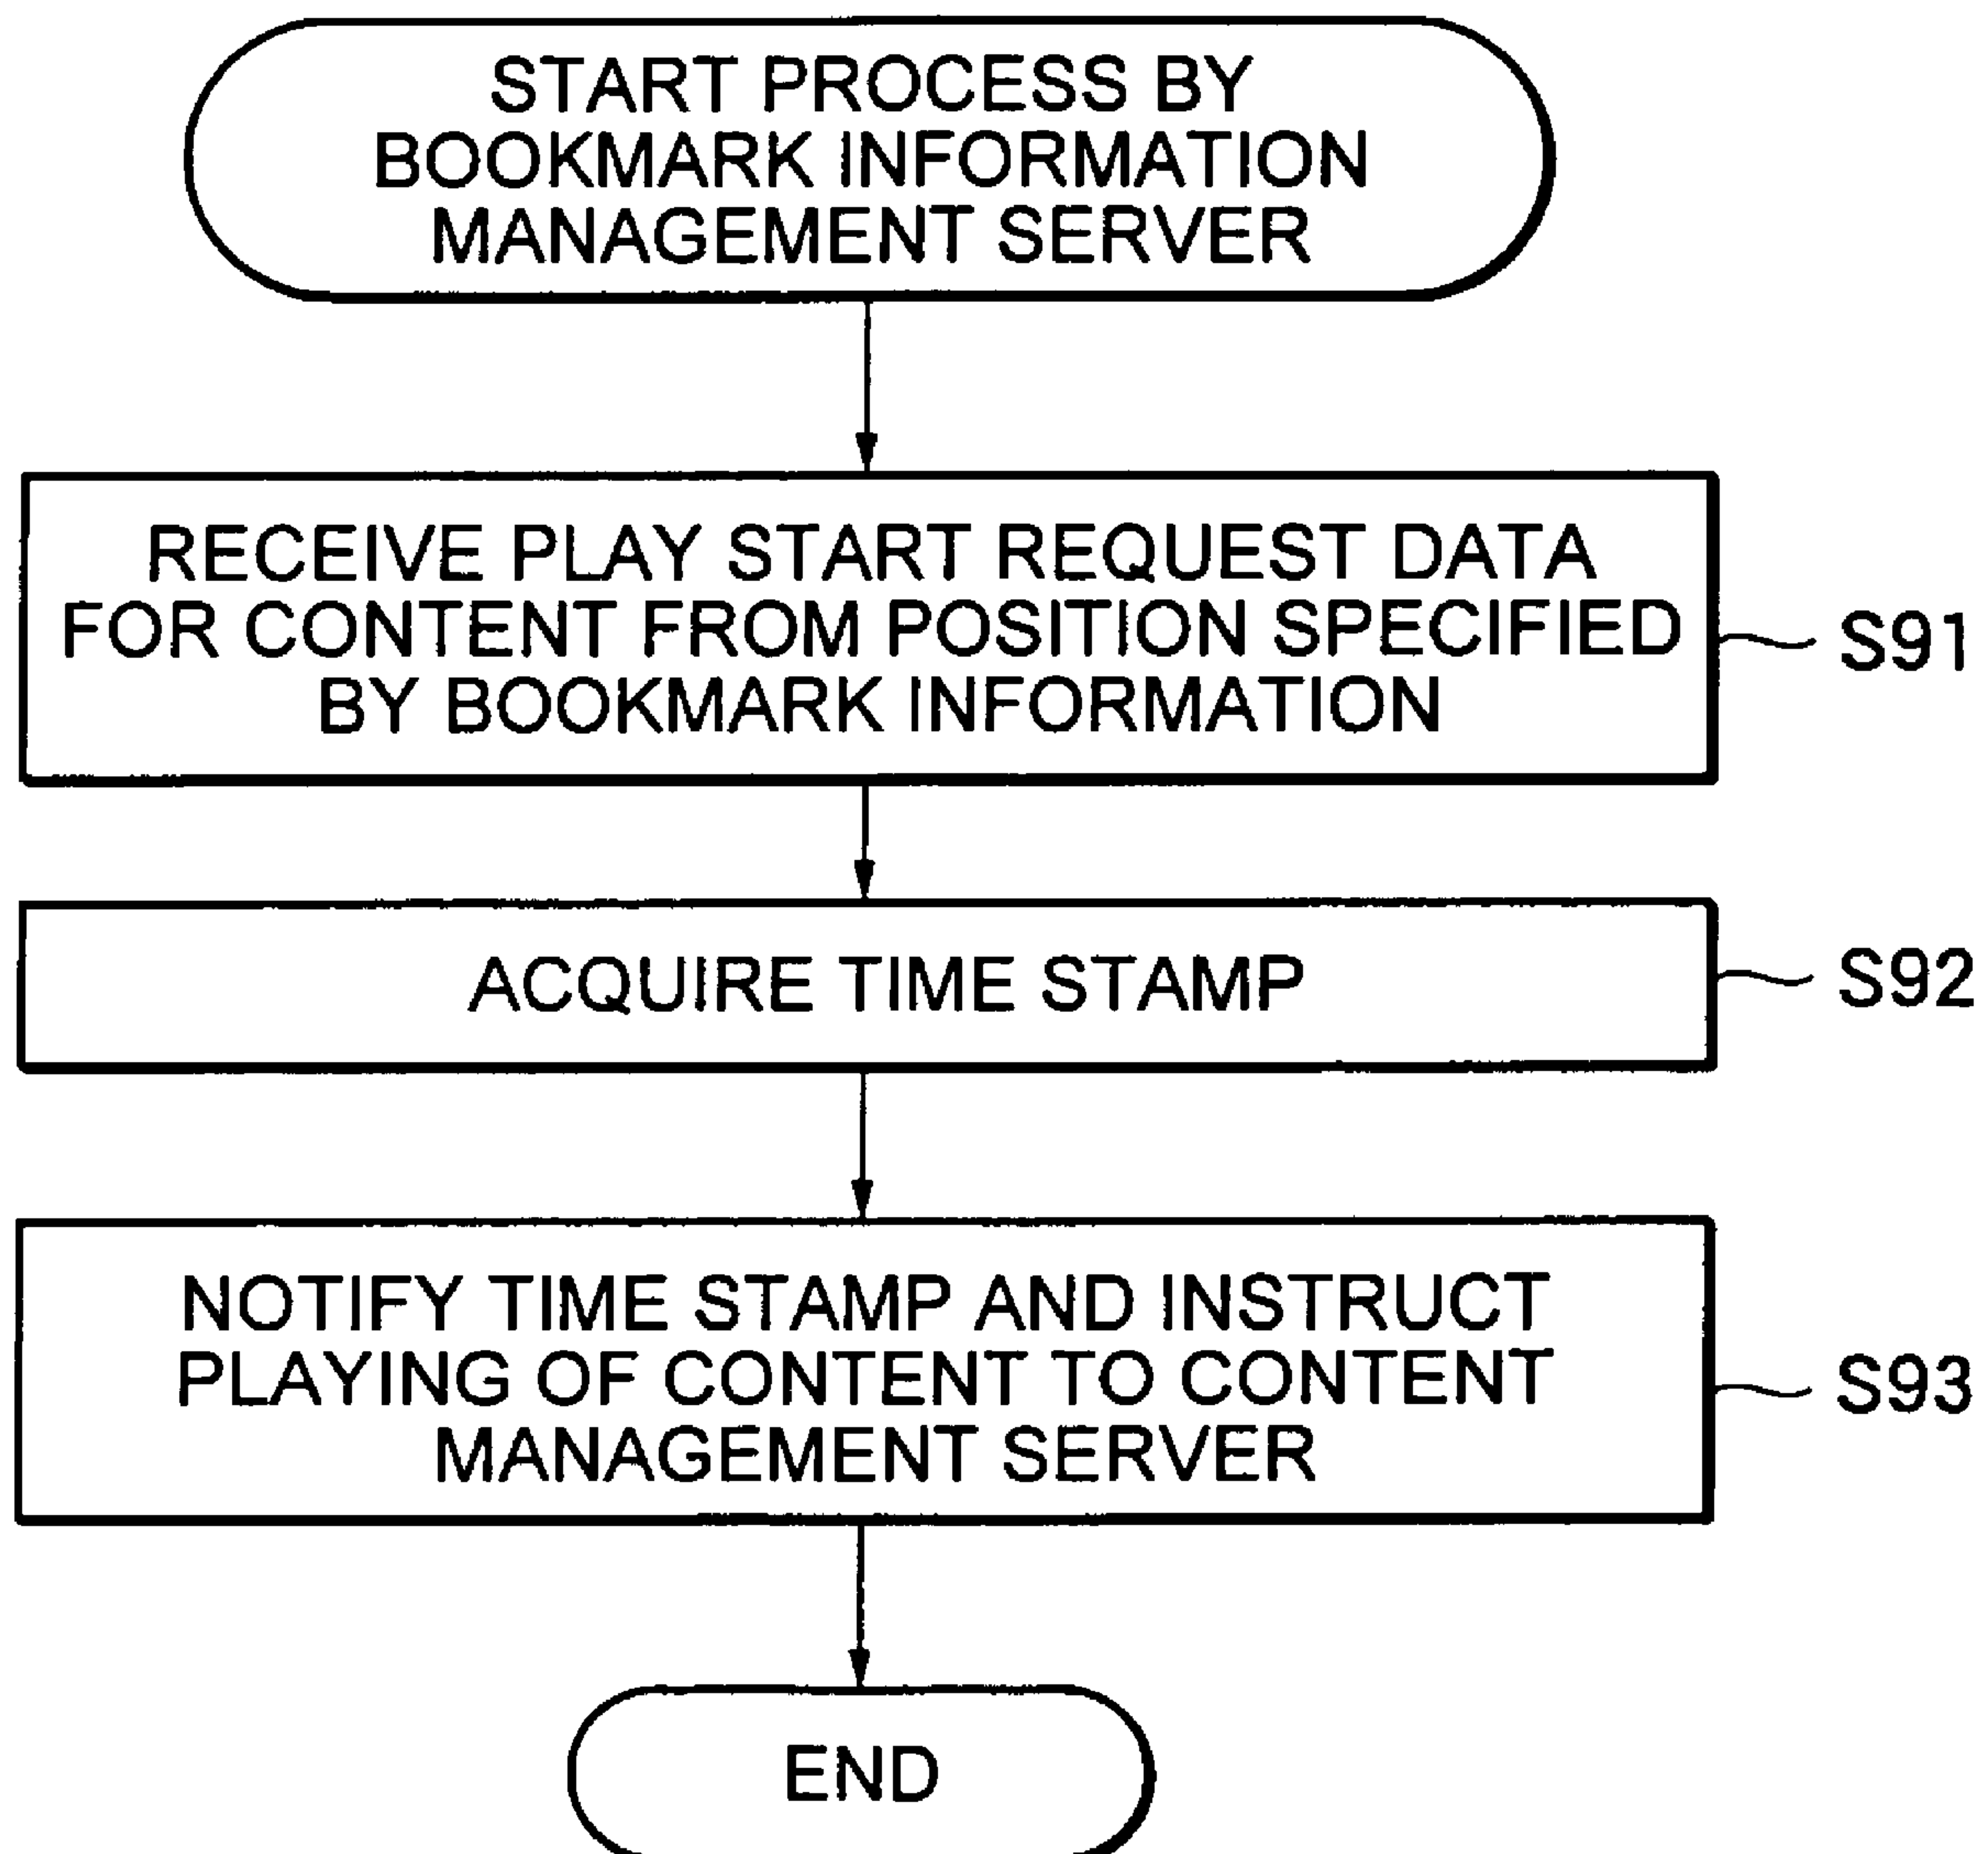 START PROCESS BY
BOOKMARK INFORMATION
MANAGEMENT SERVER
RECEIVE PLAY START REQUEST DATA
FOR CONTENT FROM POSITION SPECIFIED
BY BOOKMARK INFORMATION
S91
ACQUIRE TIME STAMP
S92
NOTIFY TIME STAMP AND INSTRUCT
PLAYING OF CONTENT TO CONTENT
MANAGEMENT SERVER
S93
END